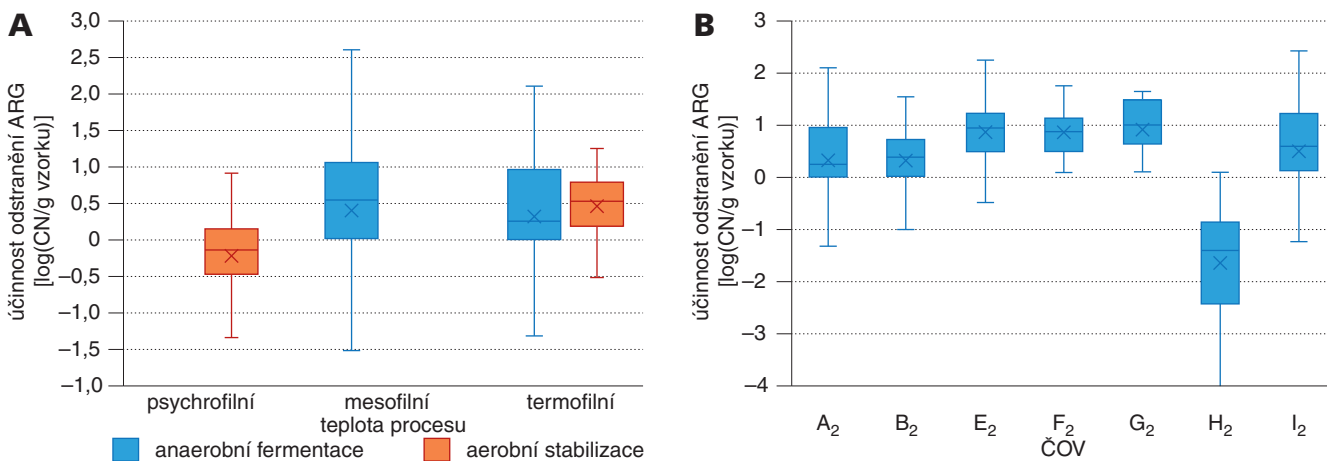 A
účinnost odstranění ARG
[log(CN/g vzorku)]
3,0
2,5
2,0
1,5
1,0
0,5
0
–0,5
–1,0
–1,5
–1,0
psychrofilní
mesofilní
termofilní
teplota procesu
anaerobní fermentace
aerobní stabilizace
B
účinnost odstranění ARG
[log(CN/g vzorku)]
3
2
1
0
–1
–2
–3
–4
A₂
B₂
E₂
F₂
G₂
H₂
I₂
ČOV